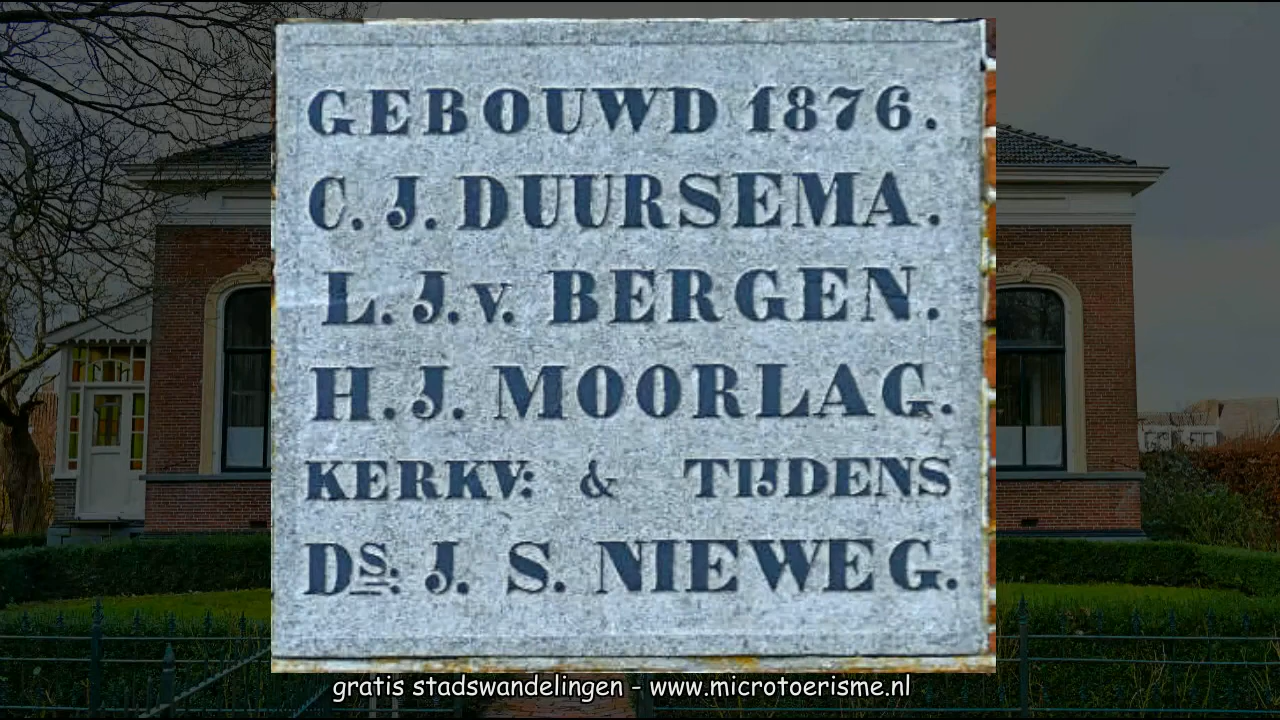 GEBOUWD 1876.
C. J. DUURSEMA.
L. J. v. BERGEN.
H. J. MOORLAG.
KERKV: & TIJDENS
Ds: J. S. NIEWEG.
gratis stadswandelingen - www.microtoerisme.nl